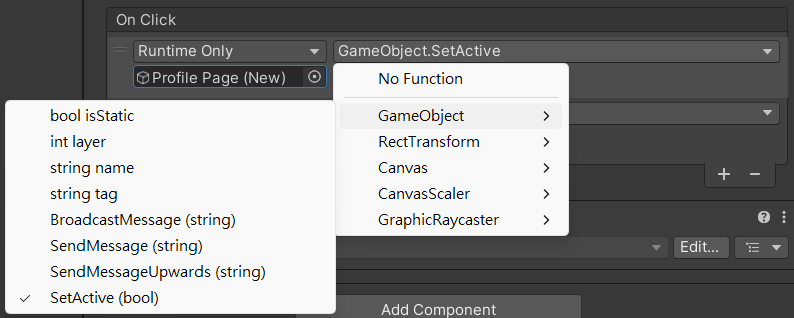 On Click
Runtime Only
GameObject.SetActive
Profile Page (New)
No Function
GameObject
RectTransform
Canvas
CanvasScaler
GraphicRaycaster
bool isStatic
int layer
string name
string tag
BroadcastMessage (string)
SendMessage (string)
SendMessageUpwards (string)
SetActive (bool)
Edit...
Add Component